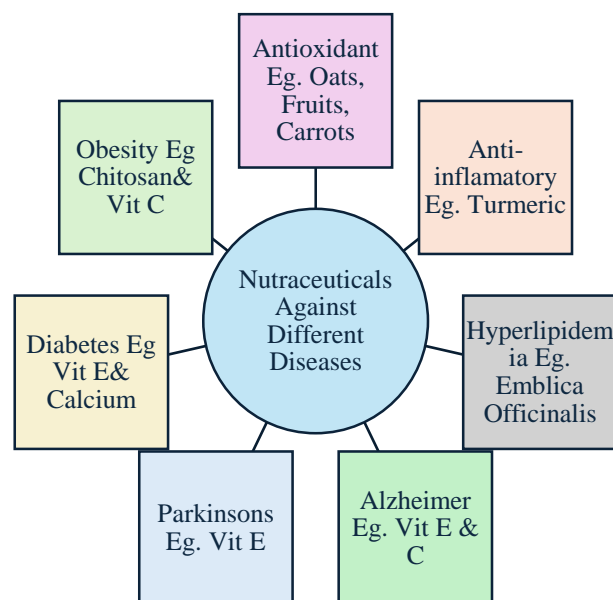 Antioxidant
Eg. Oats,
Fruits,
Carrots
Anti-
inflamatory
Eg. Turmeric
Hyperlipidem
ia Eg.
Emblica
Officinalis
Alzheimer
Eg. Vit E &
C
Parkinsons
Eg. Vit E
Diabetes Eg
Vit E&
Calcium
Obesity Eg
Chitosan&
Vit C
Nutraceuticals
Against
Different
Diseases